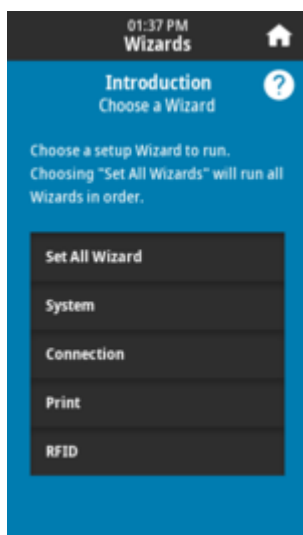 01:37 PM
Wizards
Introduction
?
Choose a Wizard
Choose a setup Wizard to run.
Choosing "Set All Wizards" will run all
Wizards in order.
Set All Wizard
System
Connection
Print
RFID